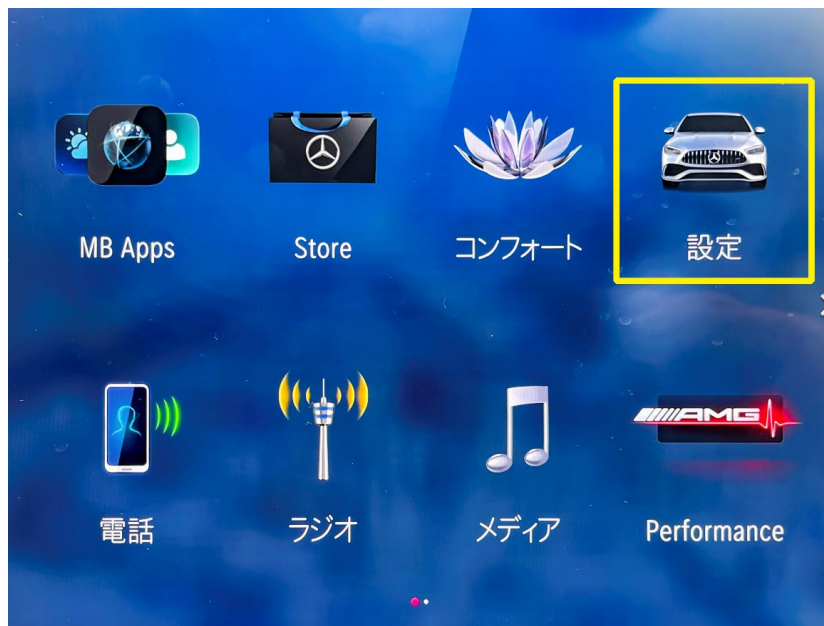 MB Apps
Store
コンフォート
設定
AMG
電話
ラジオ
メディア
Performance